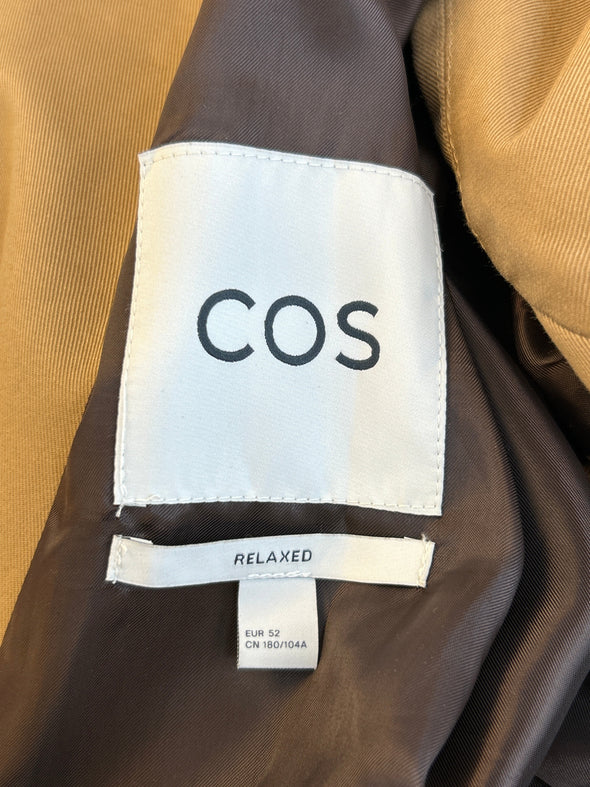 COS
RELAXED
EUR 52
CN 180/104A